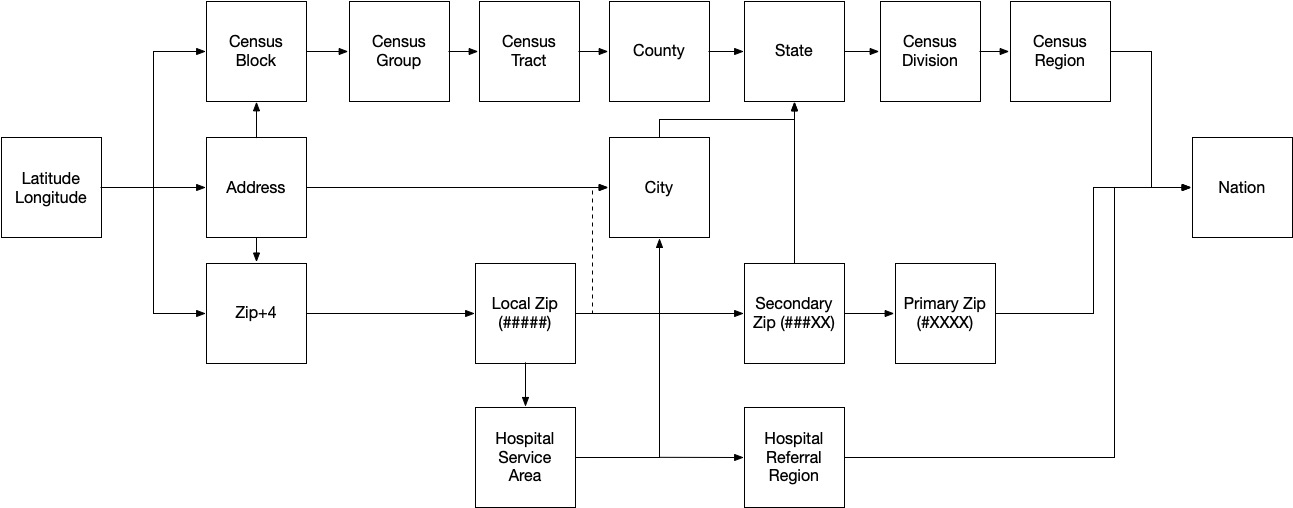 Census
Block
Census
Group
Census
Tract
County
State
Census
Division
Census
Region
Latitude
Longitude
Address
City
Nation
Zip+4
Local Zip
(#####)
Secondary
Zip (###XX)
Primary Zip
(#XXXX)
Hospital
Service
Area
Hospital
Referral
Region